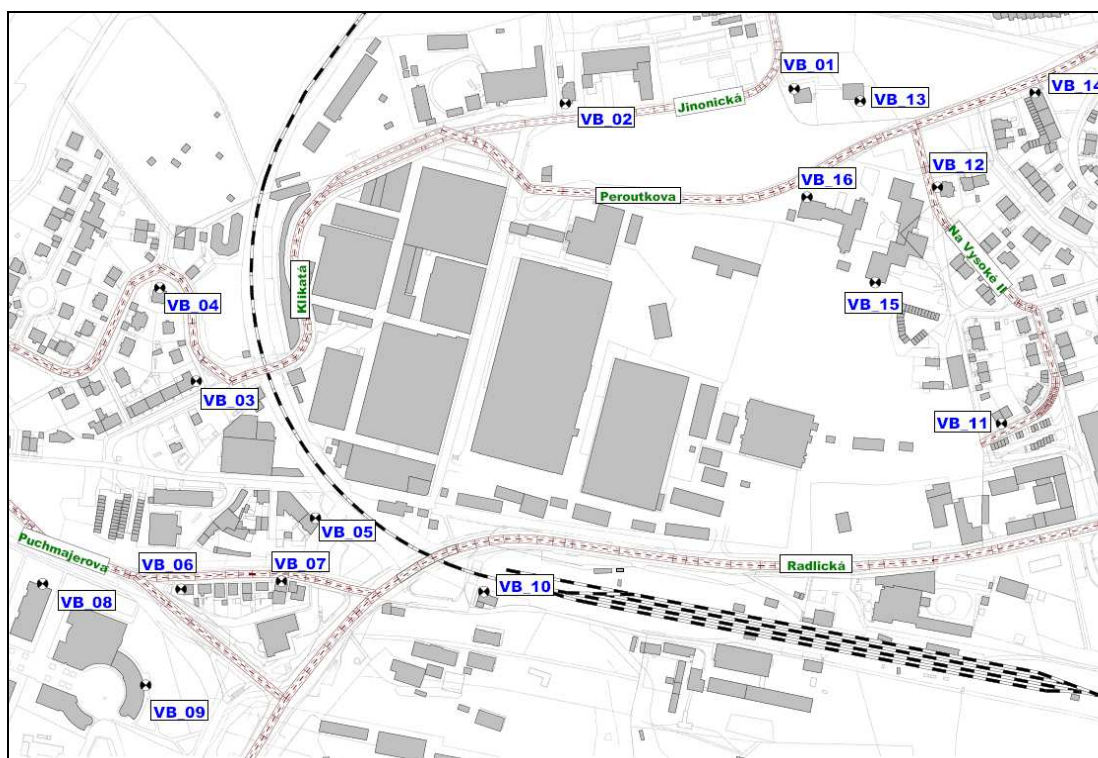 VB_01
VB_14
VB_13
Jinonická
VB_02
VB_12
VB_16
Peroutkova
Na Vysoké II
Klikatá
VB_04
VB_15
VB_03
VB_11
VB_05
Puchmajerova
VB_06
VB_07
Radlická
VB_10
VB_08
VB_09